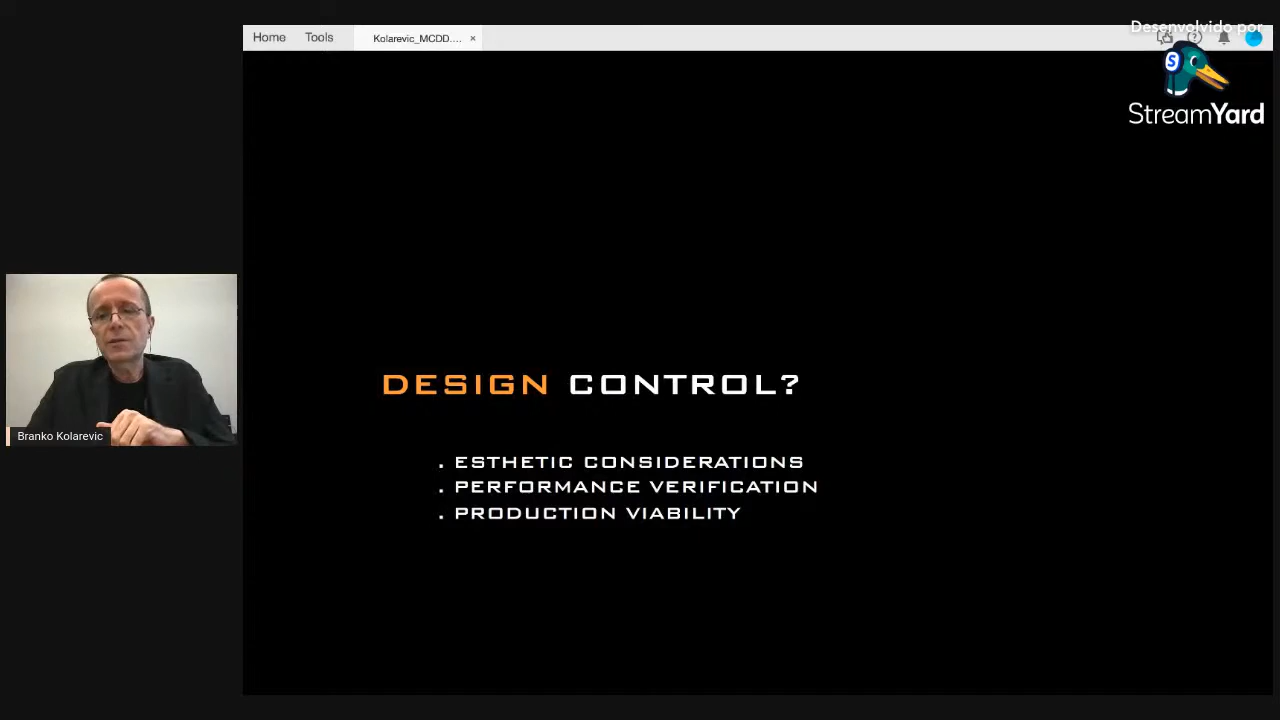 Home Tools Kolarevic_MCDD.... ×
Desenvolvido por
StreamYard
DESIGN CONTROL?
. ESTHETIC CONSIDERATIONS
. PERFORMANCE VERIFICATION
. PRODUCTION VIABILITY
Branko Kolarevic